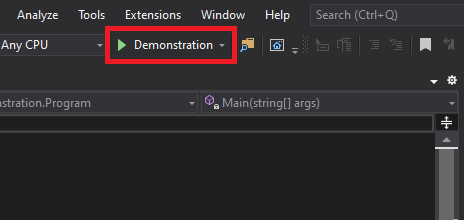 Analyze Tools Extensions Window Help Search (Ctrl+Q)
Any CPU Demonstration
nstration.Program Main(string[] args)